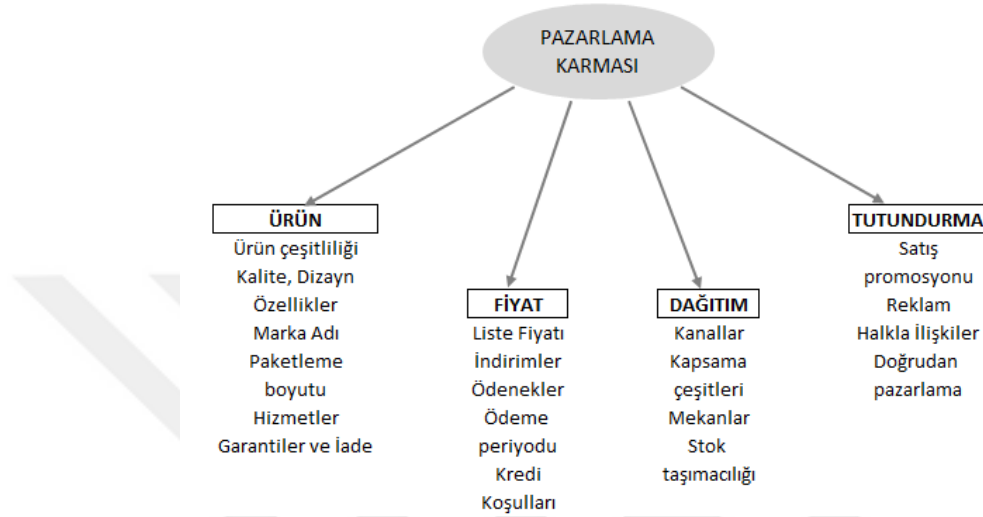 PAZARLAMA
KARMASI
ÜRÜN
Ürün çeşitliliği
Kalite, Dizayn
Özellikler
Marka Adı
Paketleme
boyutu
Hizmetler
Garantiler ve İade
FİYAT
Liste Fiyatı
İndirimler
Ödenekler
Ödeme
periyodu
Kredi
Koşulları
DAĞITIM
Kanallar
Kapsama
çeşitleri
Mekanlar
Stok
taşımacılığı
TUTUNDURMA
Satış
promosyonu
Reklam
Halkla İlişkiler
Doğrudan
pazarlama